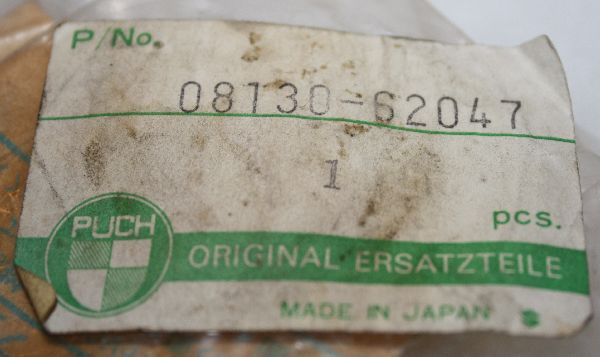 P/No.
08130-62047
1
pcs.
PUCH
ORIGINAL ERSATZTEILE
MADE IN JAPAN S